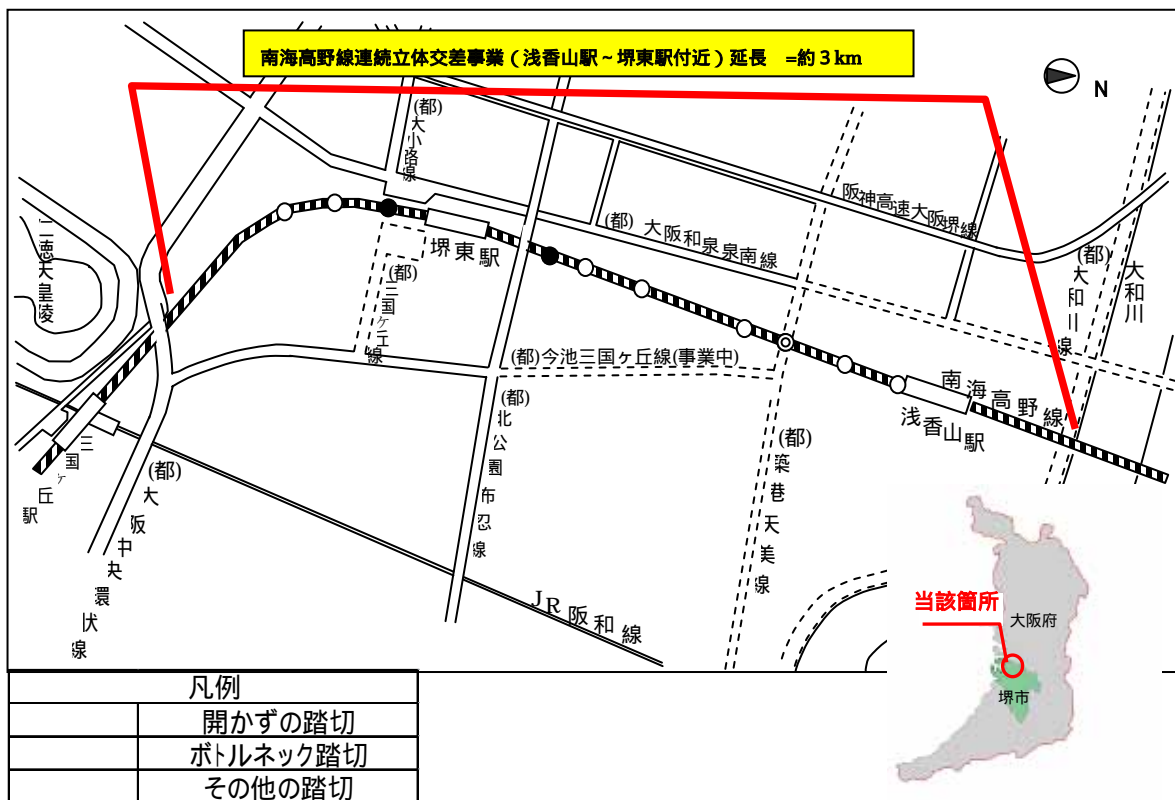 南海高野線連続立体交差事業(浅香山駅~堺東駅付近)延長 =約3km
N
(都)大小路線
阪神高速大阪堺線
(都)大阪和泉泉南線
(都)大和川線
大和川
仁徳天皇陵
堺東駅
(都)三国ヶ丘線
(都)今池三国ヶ丘線(事業中)
南海高野線
浅香山駅
(都)北公園布忍線
(都)築港天美線
三国ヶ丘駅
(都)大阪中央環伏線
JR阪和線
当該箇所
大阪府
堺市
凡例
開かずの踏切
ボトルネック踏切
その他の踏切